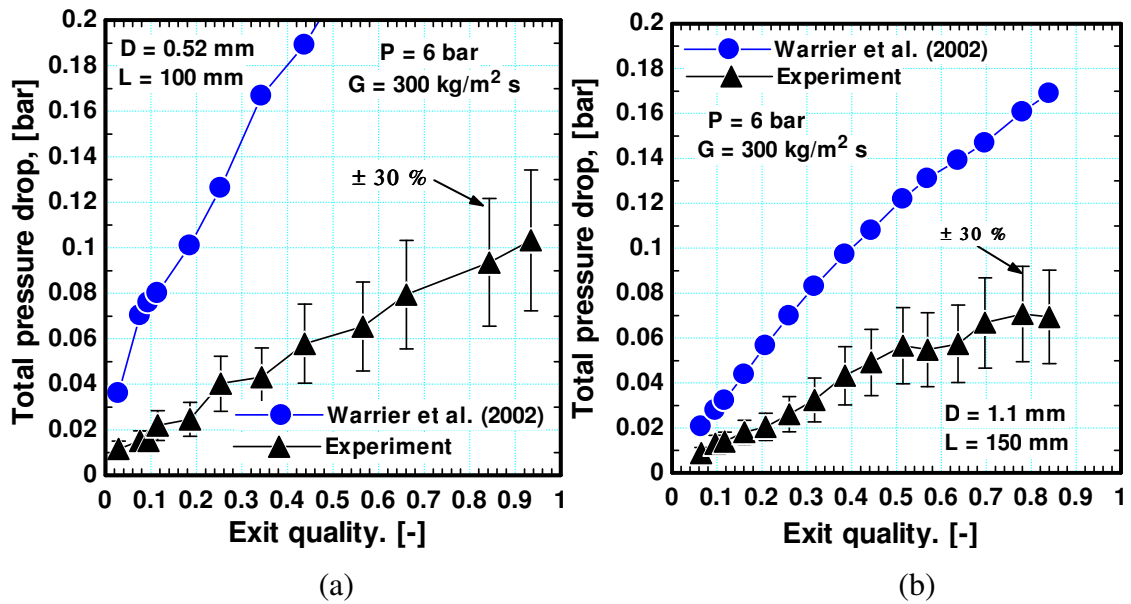 D = 0.52 mm
L = 100 mm
P = 6 bar
G = 300 kg/m² s
± 30 %
Warrier et al. (2002)
Experiment
Total pressure drop, [bar]
0.2
0.18
0.16
0.14
0.12
0.1
0.08
0.06
0.04
0.02
0
0 0.1 0.2 0.3 0.4 0.5 0.6 0.7 0.8 0.9 1
Exit quality. [-]
(a)
Warrier et al. (2002)
Experiment
P = 6 bar
G = 300 kg/m² s
± 30 %
D = 1.1 mm
L = 150 mm
Total pressure drop, [bar]
0.2
0.18
0.16
0.14
0.12
0.1
0.08
0.06
0.04
0.02
0
0 0.1 0.2 0.3 0.4 0.5 0.6 0.7 0.8 0.9 1
Exit quality. [-]
(b)